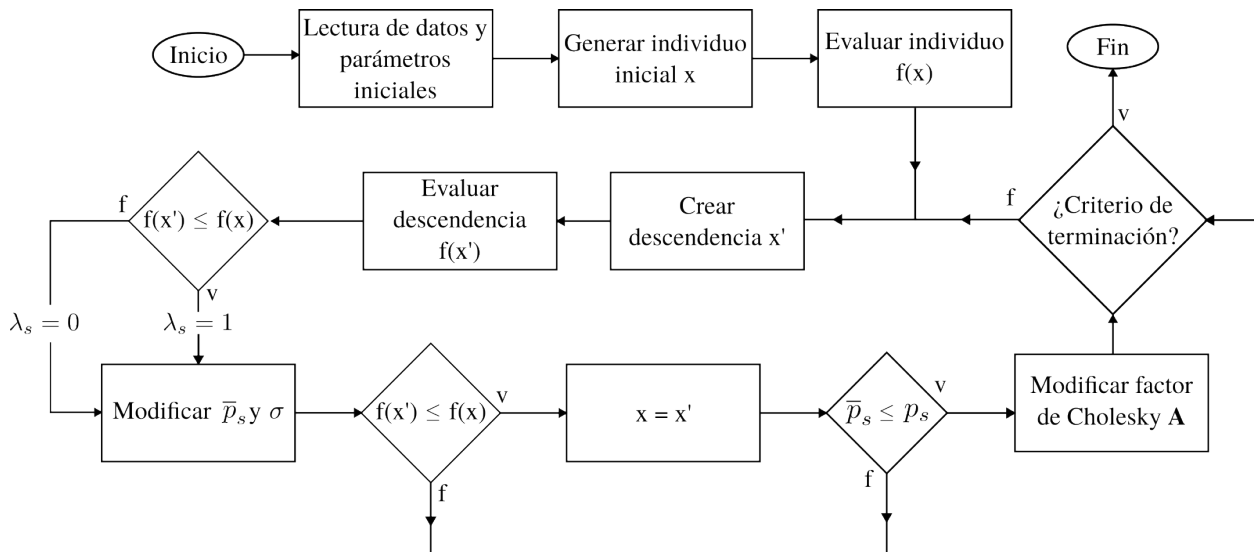 Inicio
Lectura de datos y
parámetros
iniciales
Generar individuo
inicial x
Evaluar individuo
f(x)
Fin
v
f
¿Criterio de
terminación?
Crear
descendencia x'
Evaluar
descendencia
f(x')
f
f(x') ≤ f(x)
v
λ_s = 0
λ_s = 1
Modificar p̅_s y σ
f(x') ≤ f(x)
v
f
x = x'
p̅_s ≤ p_s
v
f
Modificar factor
de Cholesky A